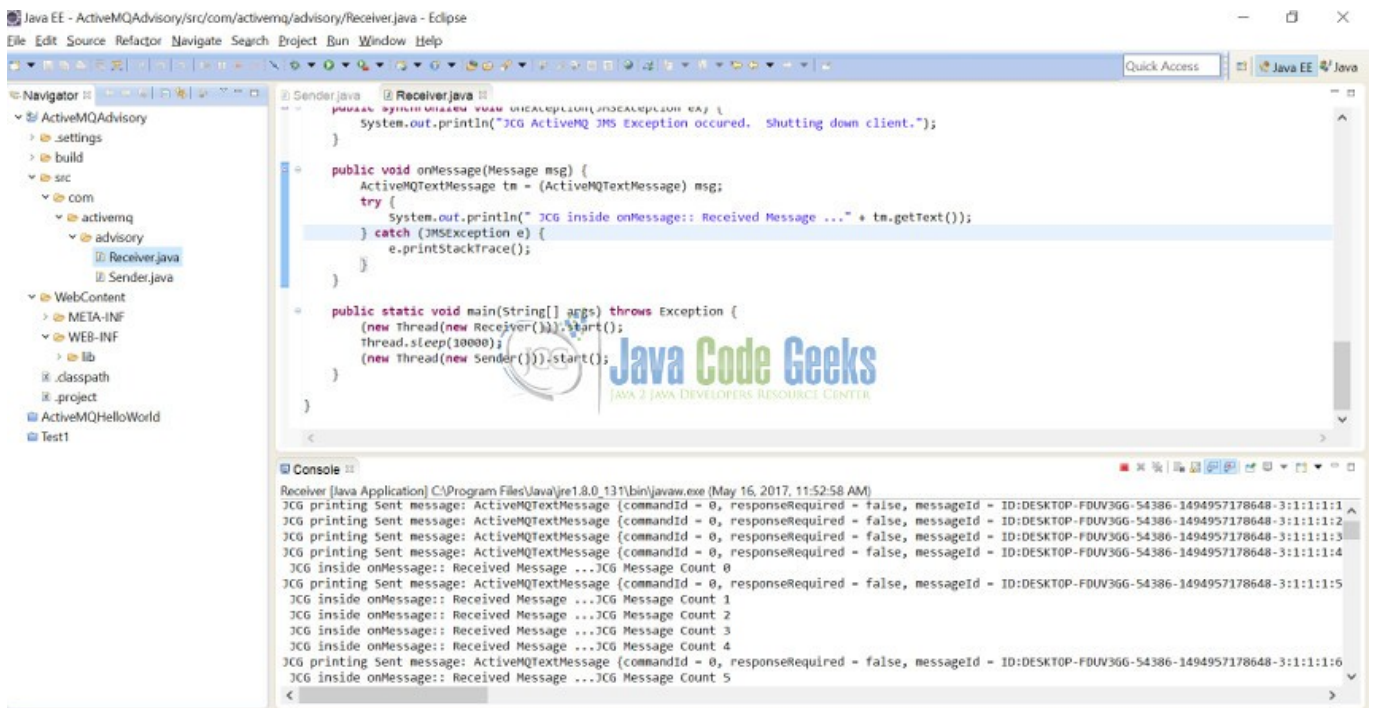 Java EE - ActiveMQAdvisory/src/com/activemq/advisory/Receiver.java - Eclipse
File Edit Source Refactor Navigate Search Project Run Window Help
Quick Access
Java EE
Java
Navigator
ActiveMQAdvisory
.settings
build
src
com
activemq
advisory
Receiver.java
Sender.java
WebContent
META-INF
WEB-INF
lib
.classpath
.project
ActiveMQHelloWorld
Test1
Sender.java
Receiver.java
public synchronized void onException(JMSException ex) {
System.out.println("JCG ActiveMQ JMS Exception occured.  Shutting down client.");
}
public void onMessage(Message msg) {
ActiveMQTextMessage tm = (ActiveMQTextMessage) msg;
try {
System.out.println(" JCG inside onMessage:: Received Message ..." + tm.getText());
} catch (JMSException e) {
e.printStackTrace();
}
}
public static void main(String[] args) throws Exception {
(new Thread(new Receiver())).start();
Thread.sleep(10000);
(new Thread(new Sender())).start();
}
}
JCG
Java Code Geeks
JAVA 2 JAVA DEVELOPERS RESOURCE CENTER
Console
Receiver [Java Application] C:\Program Files\Java\jre1.8.0_131\bin\javaw.exe (May 16, 2017, 11:52:58 AM)
JCG printing Sent message: ActiveMQTextMessage {commandId = 0, responseRequired = false, messageId = ID:DESKTOP-FDUV3GG-54386-1494957178648-3:1:1:1:1
JCG printing Sent message: ActiveMQTextMessage {commandId = 0, responseRequired = false, messageId = ID:DESKTOP-FDUV3GG-54386-1494957178648-3:1:1:1:2
JCG printing Sent message: ActiveMQTextMessage {commandId = 0, responseRequired = false, messageId = ID:DESKTOP-FDUV3GG-54386-1494957178648-3:1:1:1:3
JCG printing Sent message: ActiveMQTextMessage {commandId = 0, responseRequired = false, messageId = ID:DESKTOP-FDUV3GG-54386-1494957178648-3:1:1:1:4
JCG inside onMessage:: Received Message ...JCG Message Count 0
JCG printing Sent message: ActiveMQTextMessage {commandId = 0, responseRequired = false, messageId = ID:DESKTOP-FDUV3GG-54386-1494957178648-3:1:1:1:5
JCG inside onMessage:: Received Message ...JCG Message Count 1
JCG inside onMessage:: Received Message ...JCG Message Count 2
JCG inside onMessage:: Received Message ...JCG Message Count 3
JCG inside onMessage:: Received Message ...JCG Message Count 4
JCG printing Sent message: ActiveMQTextMessage {commandId = 0, responseRequired = false, messageId = ID:DESKTOP-FDUV3GG-54386-1494957178648-3:1:1:1:6
JCG inside onMessage:: Received Message ...JCG Message Count 5